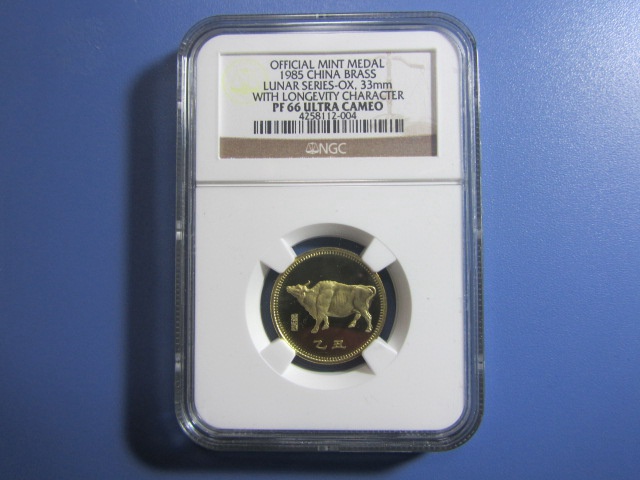 OFFICIAL MINT MEDAL
1985 CHINA BRASS
LUNAR SERIES-OX, 33mm
WITH LONGEVITY CHARACTER
PF 66 ULTRA CAMEO
4258112-004
NGC
乙丑